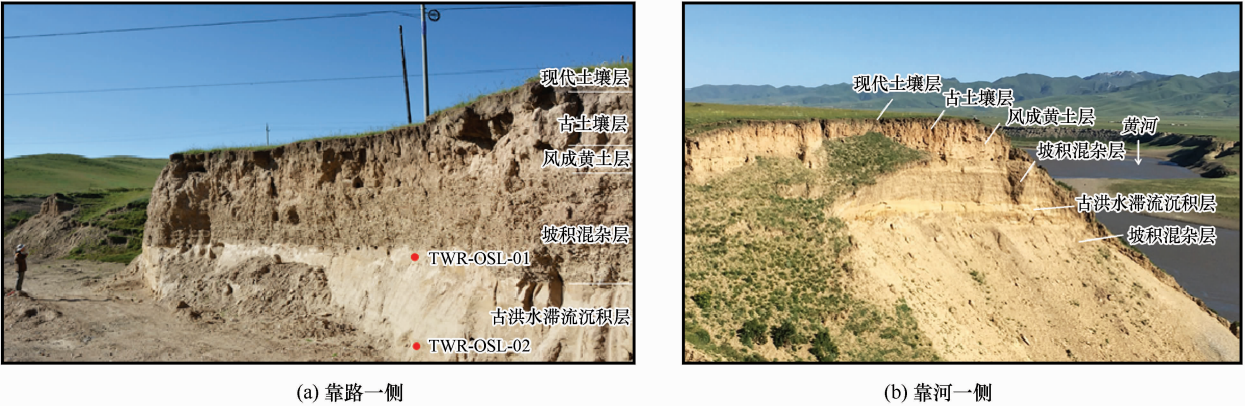 现代土壤层
古土壤层
风成黄土层
坡积混杂层
TWR-OSL-01
古洪水滞流沉积层
TWR-OSL-02
(a) 靠路一侧
现代土壤层
古土壤层
风成黄土层
黄河
坡积混杂层
古洪水滞流沉积层
坡积混杂层
(b) 靠河一侧